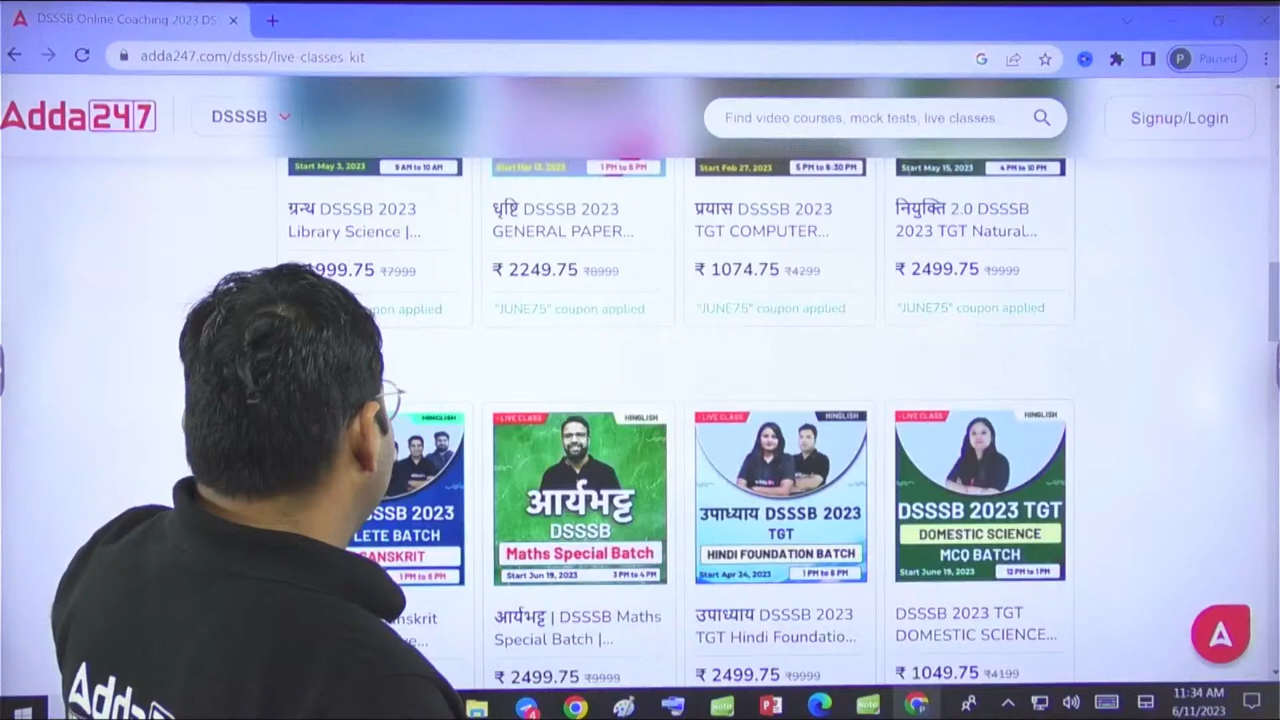 DSSSB Online Coaching 2023 DS
adda247.com/dsssb/live-classes-kit
Paused
Adda247
DSSSB
Find video courses, mock tests, live classes
Signup/Login
Start May 3, 2023
9 AM to 10 AM
1 PM to 6 PM
Start Feb 27, 2023
5 PM to 6:30 PM
Start May 15, 2023
4 PM to 10 PM
ग्रन्थ DSSSB 2023
Library Science |...
धृष्टि DSSSB 2023
GENERAL PAPER...
प्रयास DSSSB 2023
TGT COMPUTER...
नियुक्ति 2.0 DSSSB
2023 TGT Natural...
999.75 ₹7999
₹ 2249.75 ₹8999
₹ 1074.75 ₹4299
₹ 2499.75 ₹9999
applied
"JUNE75" coupon applied
"JUNE75" coupon applied
"JUNE75" coupon applied
HINGLISH
SSB 2023
LETE BATCH
SANSKRIT
1 PM to 6 PM
LIVE CLASS
HINGLISH
आर्यभट्ट
DSSSB
Maths Special Batch
Start Jun 19, 2023
3 PM to 4 PM
LIVE CLASS
HINGLISH
उपाध्याय DSSSB 2023
TGT
HINDI FOUNDATION BATCH
Start Apr 24, 2023
1 PM to 6 PM
LIVE CLASS
HINGLISH
DSSSB 2023 TGT
DOMESTIC SCIENCE
MCQ BATCH
Start June 19, 2023
12 PM to 1 PM
आर्यभट्ट | DSSSB Maths
Special Batch |...
उपाध्याय DSSSB 2023
TGT Hindi Foundatio...
DSSSB 2023 TGT
DOMESTIC SCIENCE...
₹ 2499.75 ₹9999
₹ 2499.75 ₹9999
₹ 1049.75 ₹4199
Adda
11:34 AM
6/11/2023